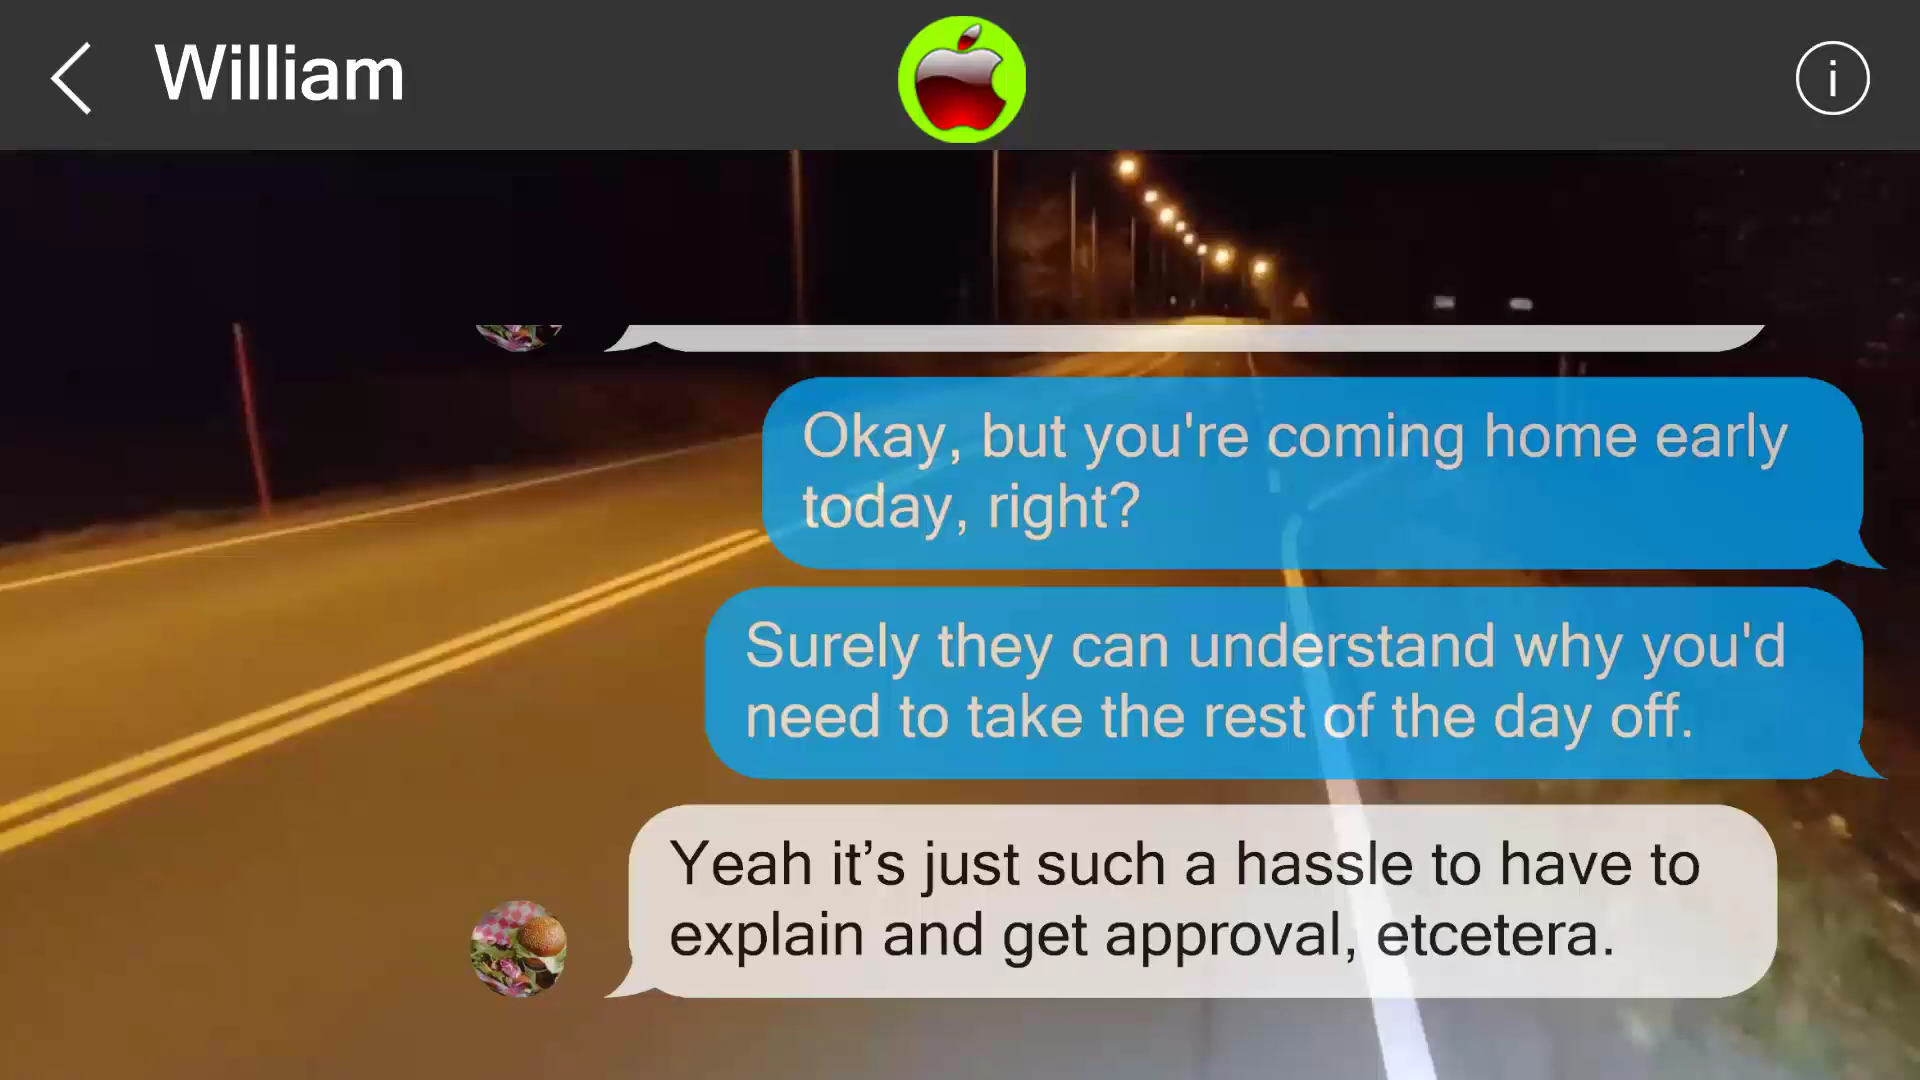 William
Okay, but you're coming home early
today, right?
Surely they can understand why you'd
need to take the rest of the day off.
Yeah it’s just such a hassle to have to
explain and get approval, etcetera.